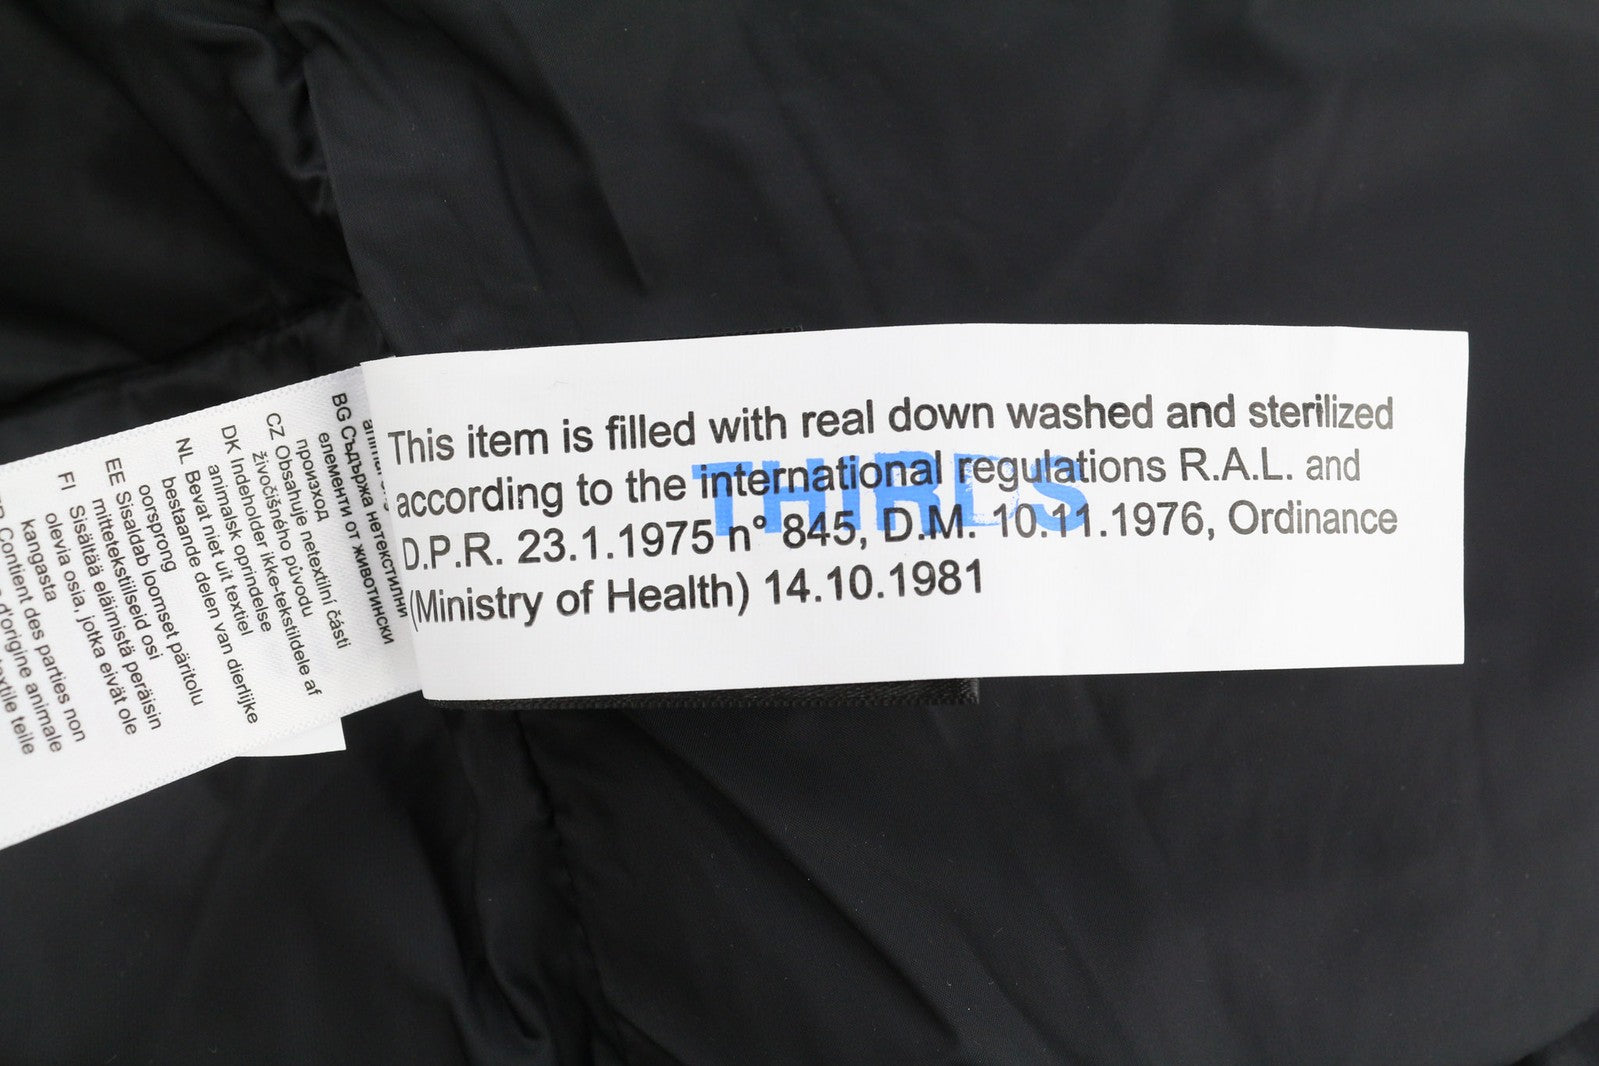 This item is filled with real down washed and sterilized
according to the international regulations R.A.L. and
D.P.R. 23.1.1975 n° 845, D.M. 10.11.1976, Ordinance
(Ministry of Health) 14.10.1981
THIRDS
BG Съдържа нетекстилни
елементи от животински
произход
CZ Obsahuje netextilní části
živočišného původu
DK Indeholder ikke-tekstildele af
animalsk oprindelse
NL Bevat niet uit textiel
bestaande delen van dierlijke
oorsprong
EE Sisaldab loomset päritolu
mittetekstiilseid osi
FI Sisältää eläimistä peräisin
olevia osia, jotka eivät ole
kangasta
Contient des parties non
d'origine animale
teile